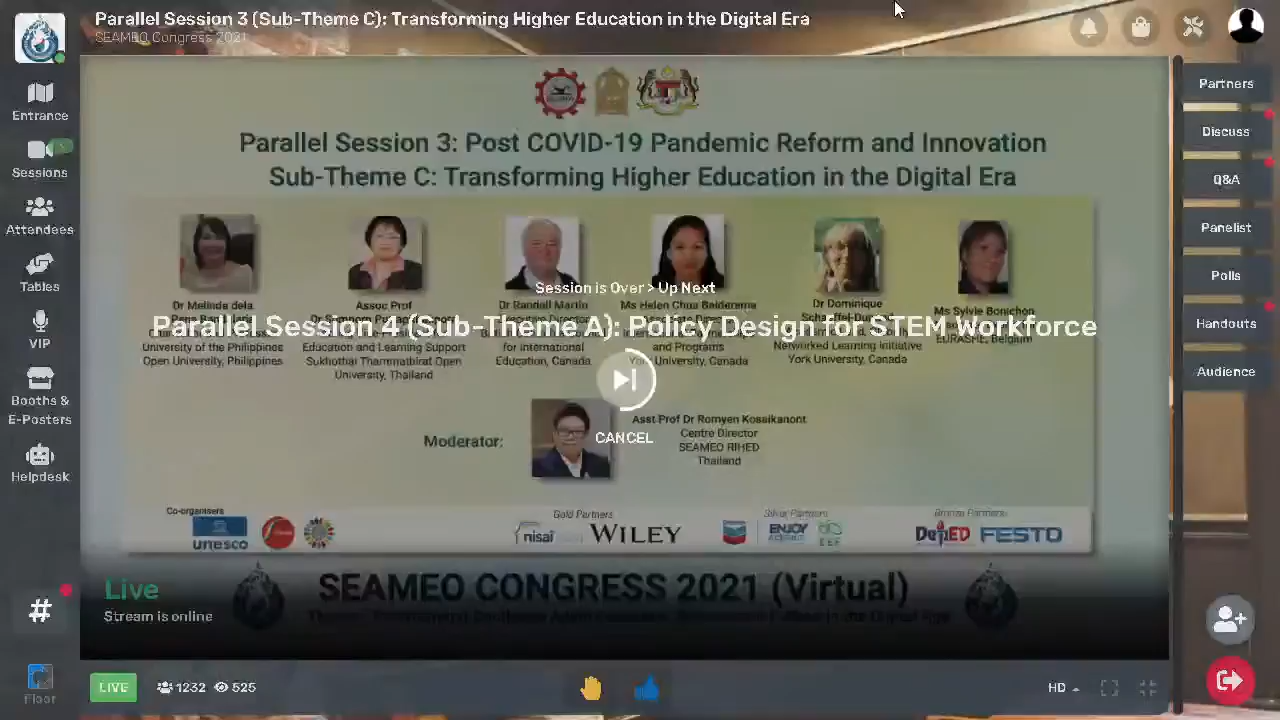 Parallel Session 3 (Sub-Theme C): Transforming Higher Education in the Digital Era
SEAMEO Congress 2021
Entrance
Sessions
Attendees
Tables
VIP
Booths &
E-Posters
Helpdesk
#
Floor
Parallel Session 3: Post COVID-19 Pandemic Reform and Innovation
Sub-Theme C: Transforming Higher Education in the Digital Era
Session is Over > Up Next
Parallel Session 4 (Sub-Theme A): Policy Design for STEM Workforce
CANCEL
Dr Melinda dela
University of the Philippines
Open University, Philippines
Assoc Prof
Education and Learning Support
Sukhothai Thammathirat Open
University, Thailand
Dr Randall Martin
for International
Education, Canada
Ms Helen Chua Balderama
and Programs
York University, Canada
Dr Dominique
Networked Learning Initiative
York University, Canada
Ms Sylvie Bonichon
EURASHE, Belgium
Moderator:
Asst Prof Dr Romyen Kosaikanont
Centre Director
SEAMEO RIHED
Thailand
Co-organisers
unesco
Gold Partners
nisai
WILEY
Silver Partners
ENJOY
Bronze Partners
DepED
FESTO
SEAMEO CONGRESS 2021 (Virtual)
Live
Stream is online
LIVE
1232
525
HD
Partners
Discuss
Q&A
Panelist
Polls
Handouts
Audience